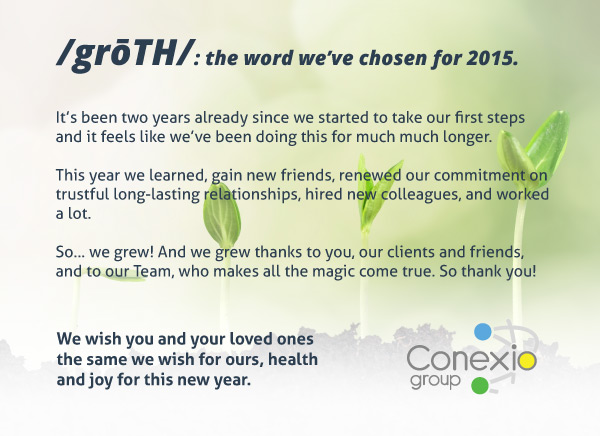 /grōTH/: the word we've chosen for 2015.
It's been two years already since we started to take our first steps
and it feels like we've been doing this for much much longer.
This year we learned, gain new friends, renewed our commitment on
trustful long-lasting relationships, hired new colleagues, and worked
a lot.
So... we grew! And we grew thanks to you, our clients and friends,
and to our Team, who makes all the magic come true. So thank you!
We wish you and your loved ones
the same we wish for ours, health
and joy for this new year.
Conexio
group